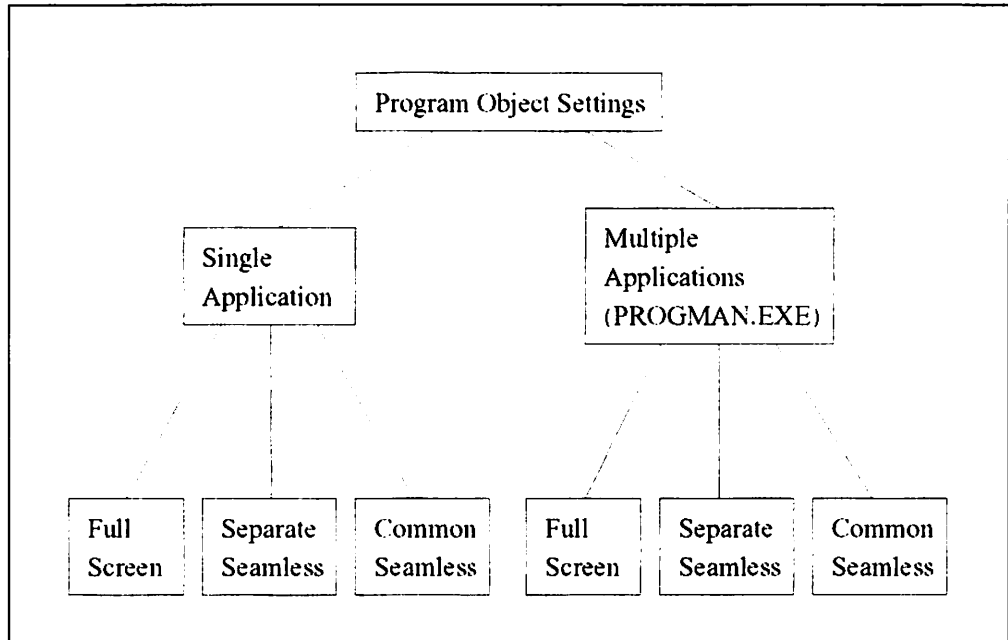 Program Object Settings
Single
Application
Multiple
Applications
(PROGMAN.EXE)
Full
Screen
Separate
Seamless
Common
Seamless
Full
Screen
Separate
Seamless
Common
Seamless